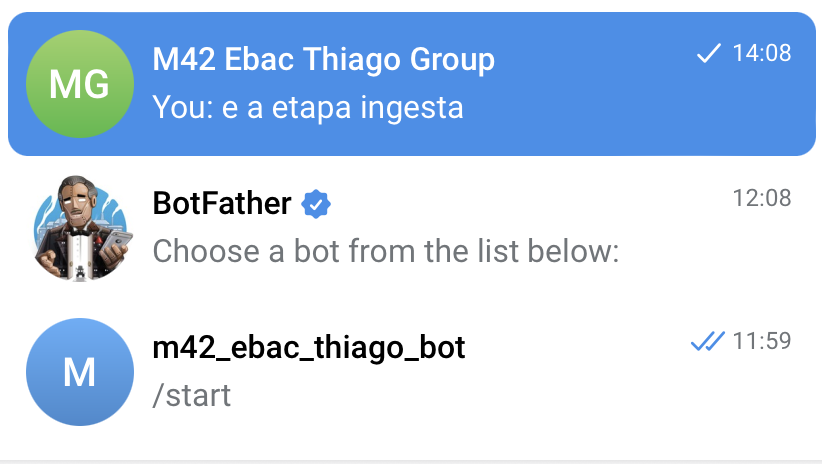 MG
M42 Ebac Thiago Group
14:08
You: e a etapa ingesta
BotFather
12:08
Choose a bot from the list below:
M
m42_ebac_thiago_bot
11:59
/start